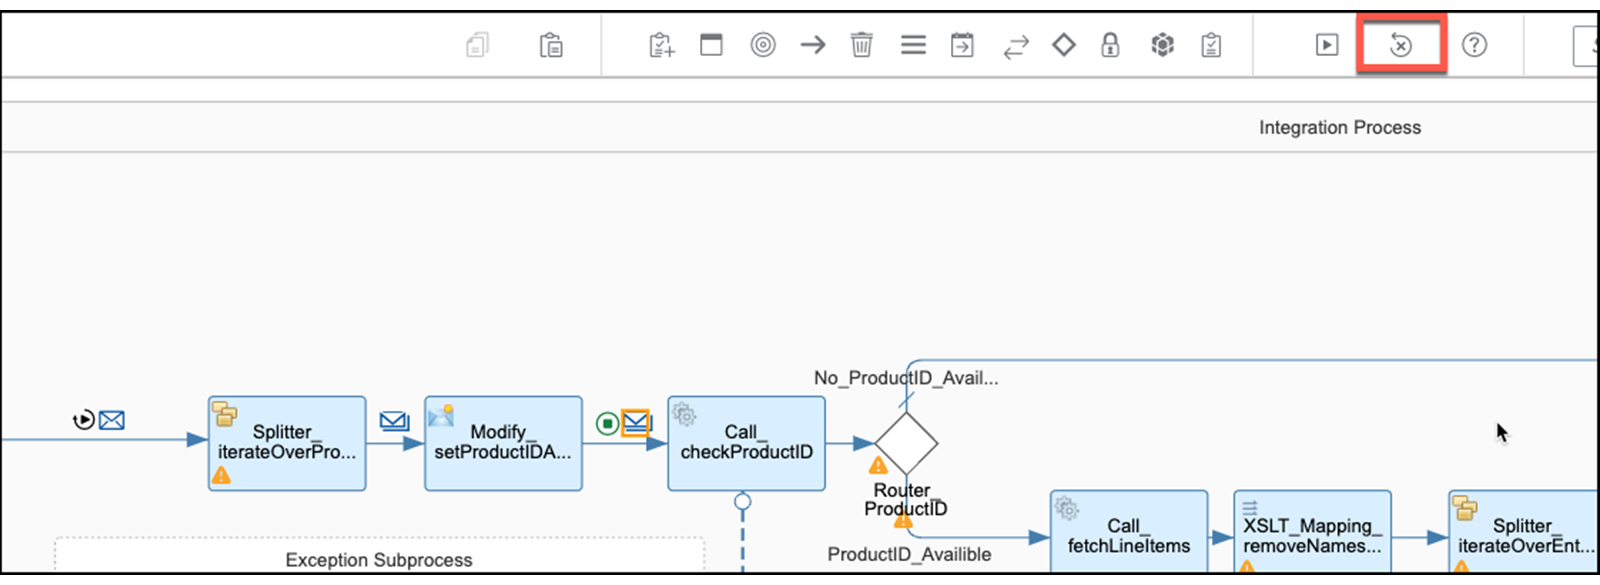 Integration Process
No_ProductID_Avail...
Splitter_
iterateOverPro...
Modify_
setProductIDA...
Call_
checkProductID
Router_
ProductID
ProductID_Availible
Call_
fetchLineItems
XSLT_Mapping_
removeNames...
Splitter_
iterateOverEnt...
Exception Subprocess